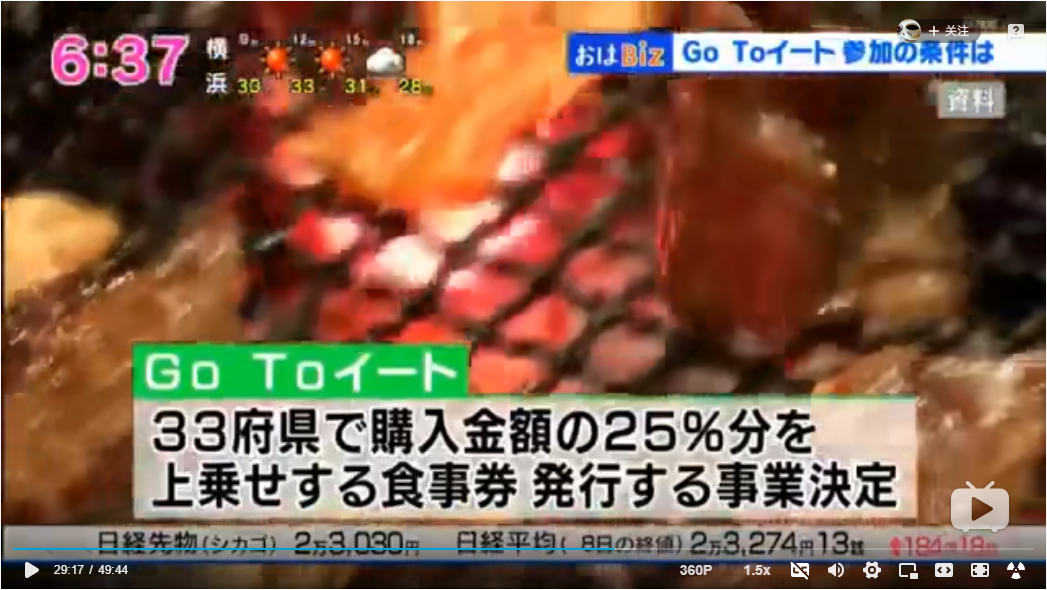 6:37
横浜
9時 12時 15時 18時
30 33 31 28
おはBiz Go Toイート 参加の条件は
+ 关注
資料
Go Toイート
33府県で購入金額の25%分を
上乗せする食事券 発行する事業決定
日経先物(シカゴ) 2万3,030円 日経平均( 8日の終値) 2万3,274円13銭 184円18銭
29:17 / 49:44 360P 1.5x